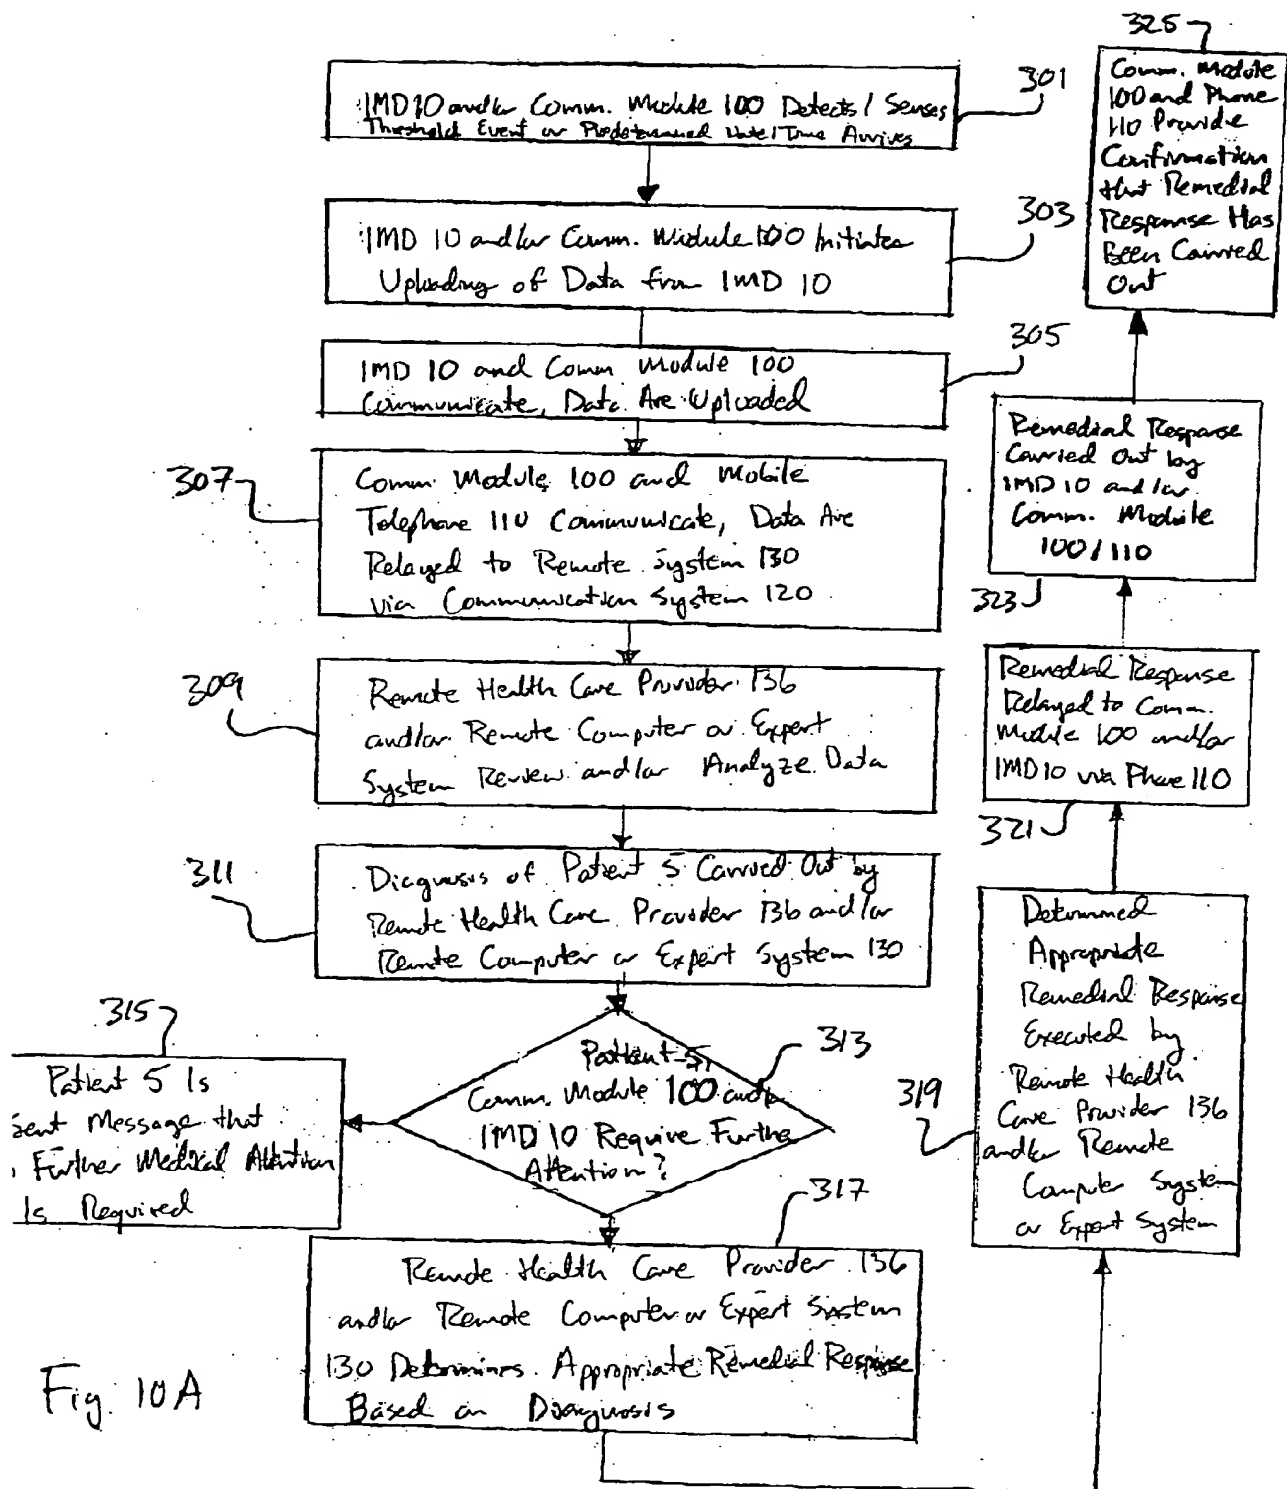 301
IMD 10 and/or Comm. Module 100 Detects / Senses
Threshold Event or Predetermined Date/Time Arrives
303
IMD 10 and/or Comm. Module 100 Initiates
Uploading of Data from IMD 10
305
IMD 10 and Comm Module 100
Communicate, Data Are Uploaded
307
Comm. Module 100 and Mobile
Telephone 110 Communicate, Data Are
Relayed to Remote System 130
via Communication System 120
309
Remote Health Care Provider 136
and/or Remote Computer or Expert
System Review and/or Analyze Data
311
Diagnosis of Patient 5 Carried Out by
Remote Health Care Provider 136 and/or
Remote Computer or Expert System 130
313
Patient 5,
Comm. Module 100 and/or
IMD 10 Require Further
Attention?
315
Patient 5 Is
Sent Message that
Further Medical Attention
Is Required
317
Remote Health Care Provider 136
and/or Remote Computer or Expert System
130 Determines Appropriate Remedial Response
Based on Diagnosis
319
Determined
Appropriate
Remedial Response
Executed by
Remote Health
Care Provider 136
and/or Remote
Computer System
or Expert System
321
Remedial Response
Relayed to Comm.
Module 100 and/or
IMD 10 via Phone 110
323
Remedial Response
Carried Out by
IMD 10 and/or
Comm. Module
100/110
325
Comm. Module
100 and Phone
110 Provide
Confirmation
that Remedial
Response Has
Been Carried
Out
Fig. 10A